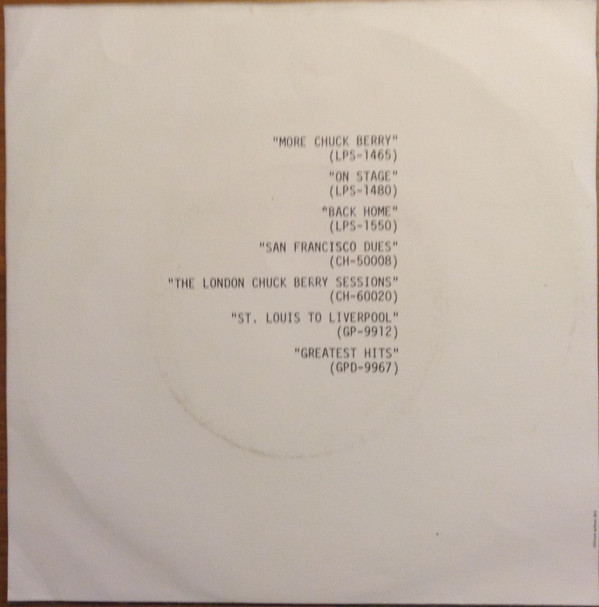 "MORE CHUCK BERRY"
(LPS-1465)
"ON STAGE"
(LPS-1480)
"BACK HOME"
(LPS-1550)
"SAN FRANCISCO DUES"
(CH-50008)
"THE LONDON CHUCK BERRY SESSIONS"
(CH-60020)
"ST. LOUIS TO LIVERPOOL"
(GP-9912)
"GREATEST HITS"
(GPD-9967)